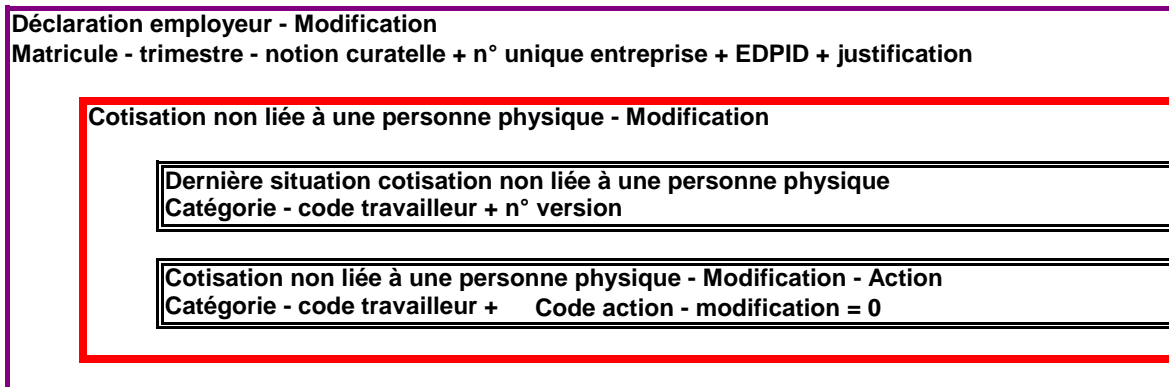 Déclaration employeur - Modification
Matricule - trimestre - notion curatelle + n° unique entreprise + EDPID + justification
Cotisation non liée à une personne physique - Modification
Dernière situation cotisation non liée à une personne physique
Catégorie - code travailleur + n° version
Cotisation non liée à une personne physique - Modification - Action
Catégorie - code travailleur + Code action - modification = 0